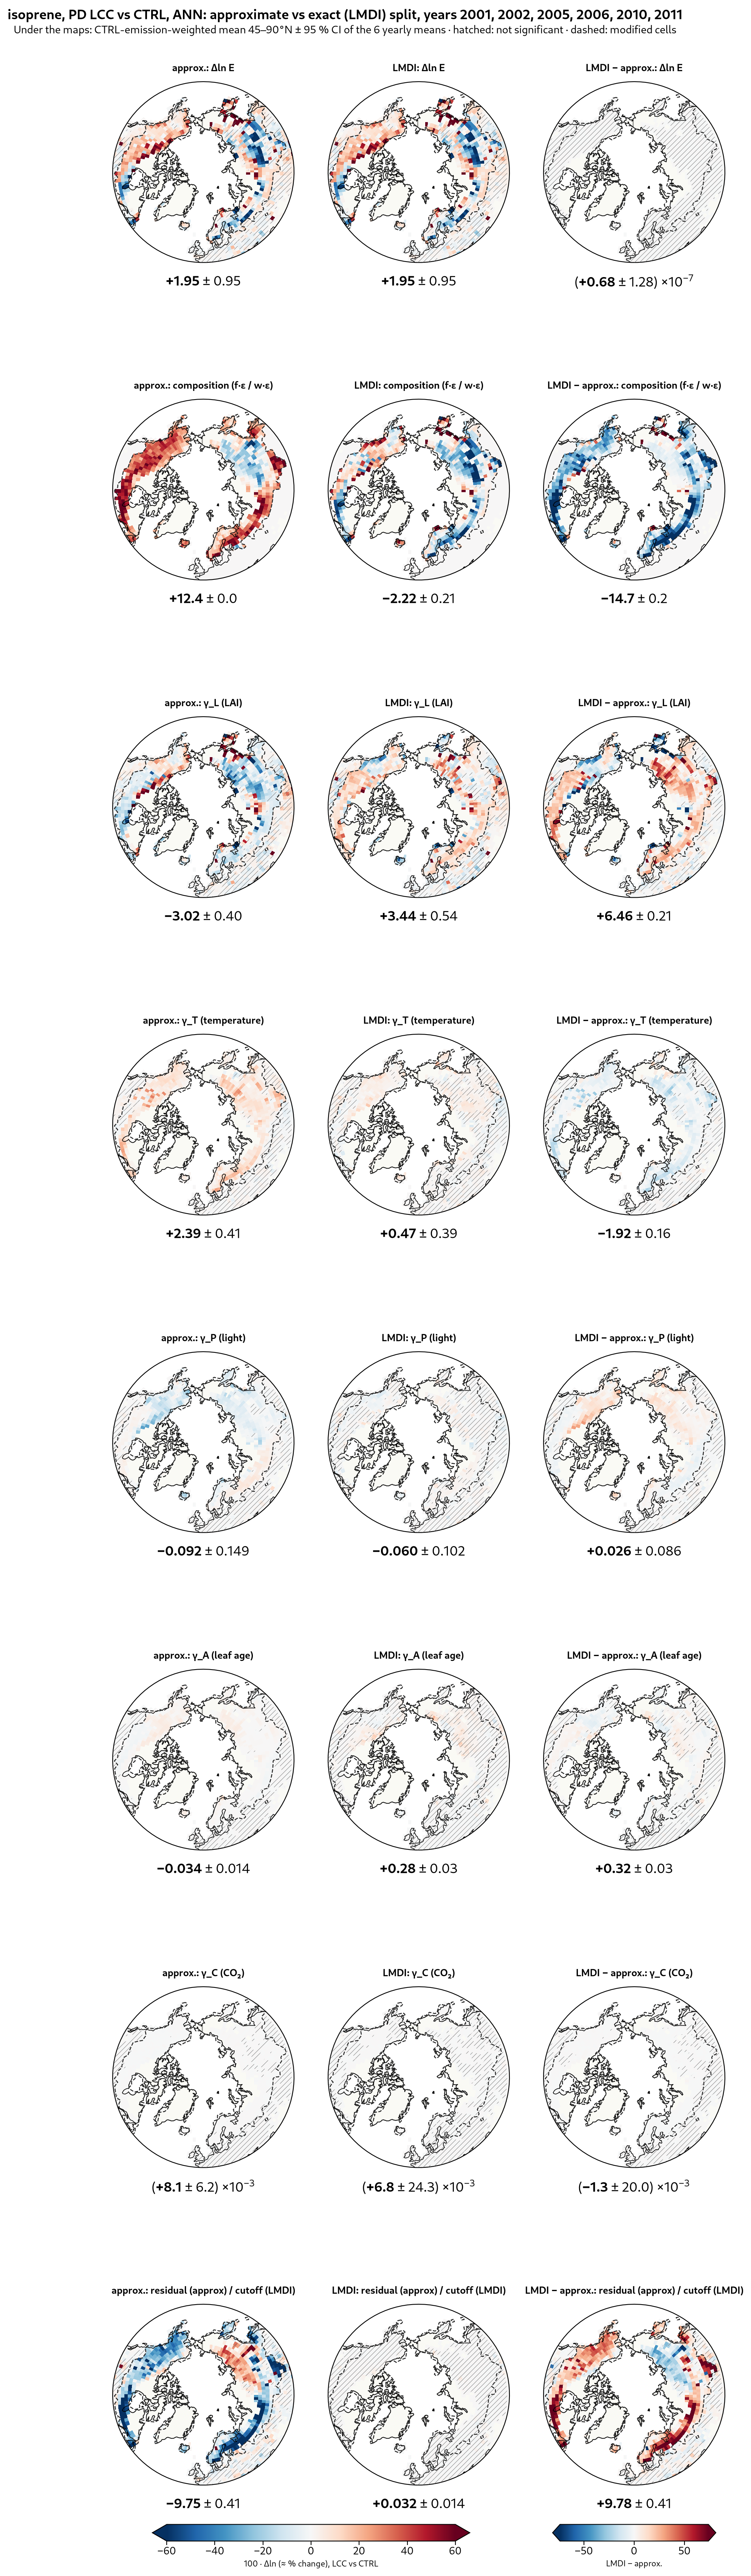 isoprene, PD LCC vs CTRL, ANN: approximate vs exact (LMDI) split, years 2001, 2002, 2005, 2006, 2010, 2011
Under the maps: CTRL-emission-weighted mean 45–90°N ± 95 % CI of the 6 yearly means · hatched: not significant · dashed: modified cells
approx.: Δln E
LMDI: Δln E
LMDI − approx.: Δln E
+1.95 ± 0.95
+1.95 ± 0.95
(+0.68 ± 1.28) ×10⁻⁷
approx.: composition (f·ε / w·ε)
LMDI: composition (f·ε / w·ε)
LMDI − approx.: composition (f·ε / w·ε)
+12.4 ± 0.0
−2.22 ± 0.21
−14.7 ± 0.2
approx.: γ_L (LAI)
LMDI: γ_L (LAI)
LMDI − approx.: γ_L (LAI)
−3.02 ± 0.40
+3.44 ± 0.54
+6.46 ± 0.21
approx.: γ_T (temperature)
LMDI: γ_T (temperature)
LMDI − approx.: γ_T (temperature)
+2.39 ± 0.41
+0.47 ± 0.39
−1.92 ± 0.16
approx.: γ_P (light)
LMDI: γ_P (light)
LMDI − approx.: γ_P (light)
−0.092 ± 0.149
−0.060 ± 0.102
+0.026 ± 0.086
approx.: γ_A (leaf age)
LMDI: γ_A (leaf age)
LMDI − approx.: γ_A (leaf age)
−0.034 ± 0.014
+0.28 ± 0.03
+0.32 ± 0.03
approx.: γ_C (CO₂)
LMDI: γ_C (CO₂)
LMDI − approx.: γ_C (CO₂)
(+8.1 ± 6.2) ×10⁻³
(+6.8 ± 24.3) ×10⁻³
(−1.3 ± 20.0) ×10⁻³
approx.: residual (approx) / cutoff (LMDI)
LMDI: residual (approx) / cutoff (LMDI)
LMDI − approx.: residual (approx) / cutoff (LMDI)
−9.75 ± 0.41
+0.032 ± 0.014
+9.78 ± 0.41
−60 −40 −20 0 20 40 60
100 · Δln (= % change), LCC vs CTRL
−50 0 50
LMDI − approx.